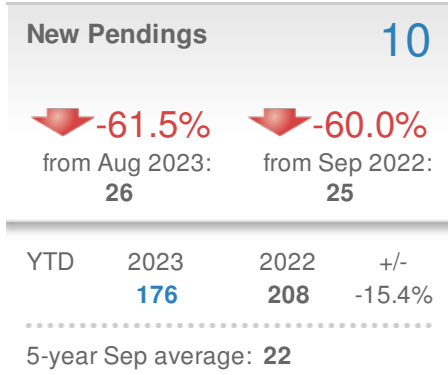 New Pendings 10
-61.5% -60.0%
from Aug 2023: from Sep 2022:
26 25
YTD 2023 2022 +/-
176 208 -15.4%
5-year Sep average: 22